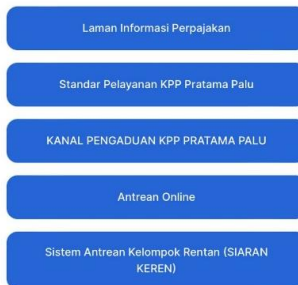 Laman Informasi Perpajakan
Standar Pelayanan KPP Pratama Palu
KANAL PENGADUAN KPP PRATAMA PALU
Antrean Online
Sistem Antrean Kelompok Rentan (SIARAN
KEREN)